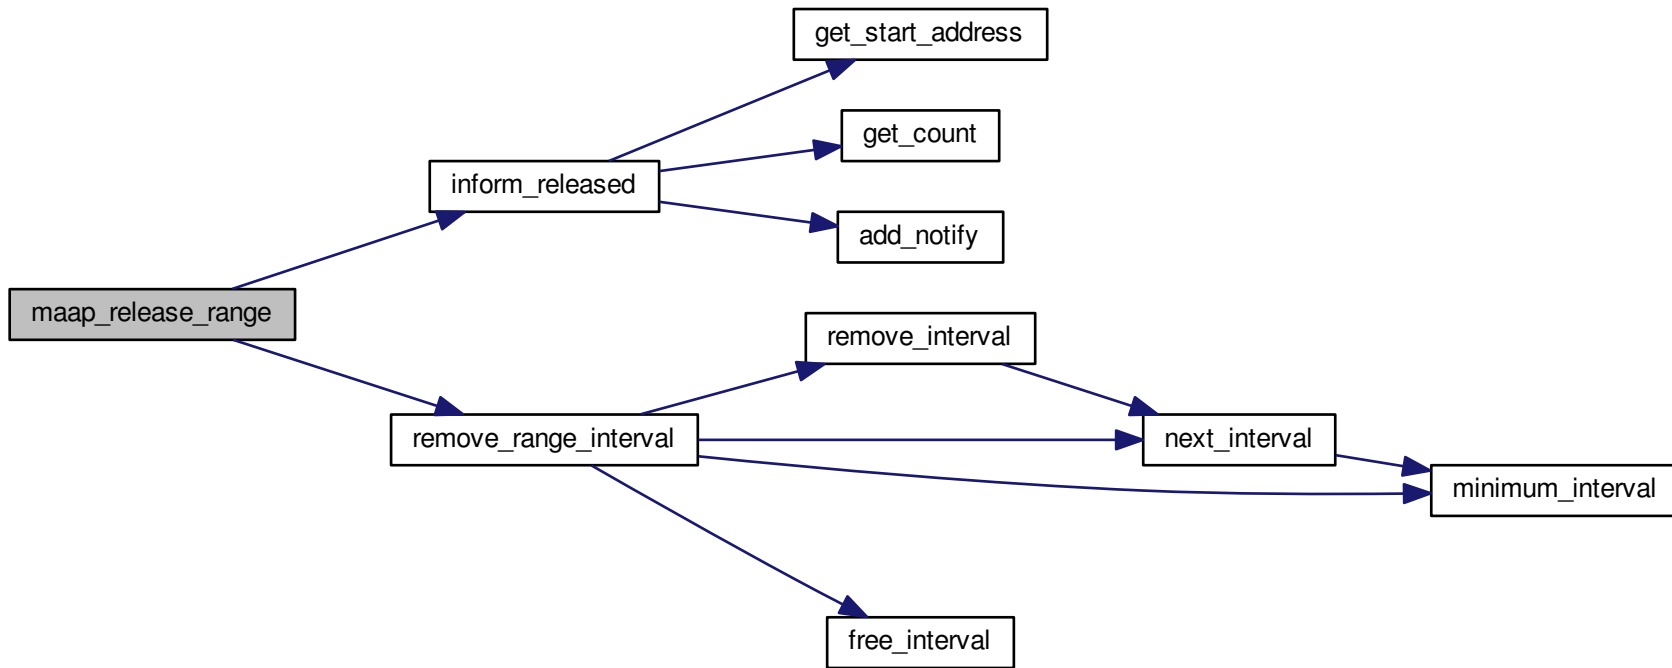 get_start_address
get_count
inform_released
add_notify
maap_release_range
remove_interval
remove_range_interval
next_interval
minimum_interval
free_interval